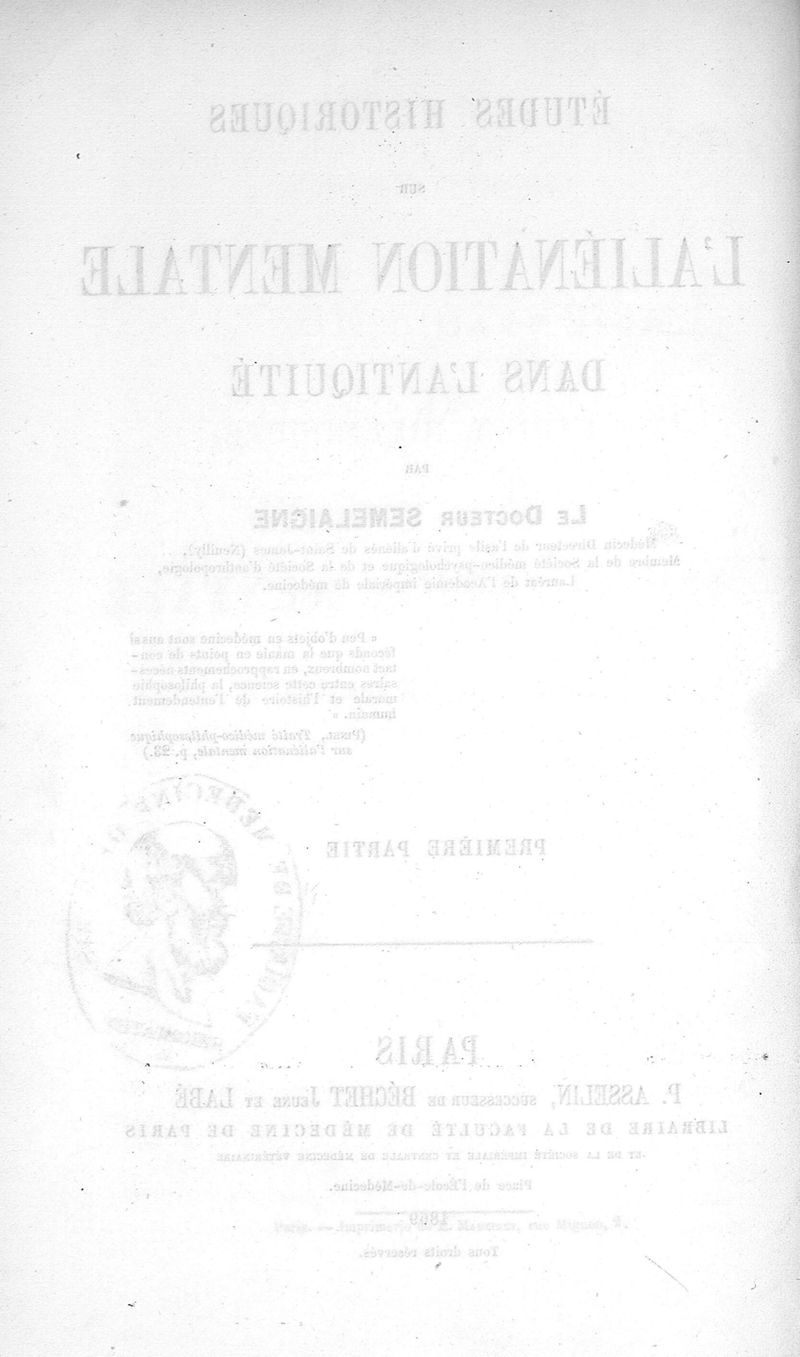 ÉTUDES HISTORIQUES
SUR
L'ALIÉNATION MENTALE
DANS L'ANTIQUITÉ
PAR
LE DOCTEUR SEMELAIGNE
Médecin Directeur de l'asile privé d'aliénés de Saint-James (Neuilly),
Membre de la Société médico-psychologique et de la Société d'anthropologie,
Lauréat de l'Académie impériale de médecine.
« Peu d'objets en médecine sont aussi
féconds que la manie en points de con-
tact nombreux, en rapprochements néces-
saires entre cette science, la philosophie
morale et l'histoire de l'entendement
humain. »
(PINEL, Traité médico-philosophique
sur l'aliénation mentale, p. 23.)
PREMIÈRE PARTIE
PARIS
P. ASSELIN, SUCCESSEUR DE BÉCHET JEUNE ET LABÉ
LIBRAIRE DE LA FACULTÉ DE MÉDECINE DE PARIS
ET DE LA SOCIÉTÉ IMPÉRIALE ET CENTRALE DE MÉDECINE VÉTÉRINAIRE
Place de l'École-de-Médecine.
1869
Paris. — Imprimerie de E. MARTINET, rue Mignon, 2.
Tous droits réservés.